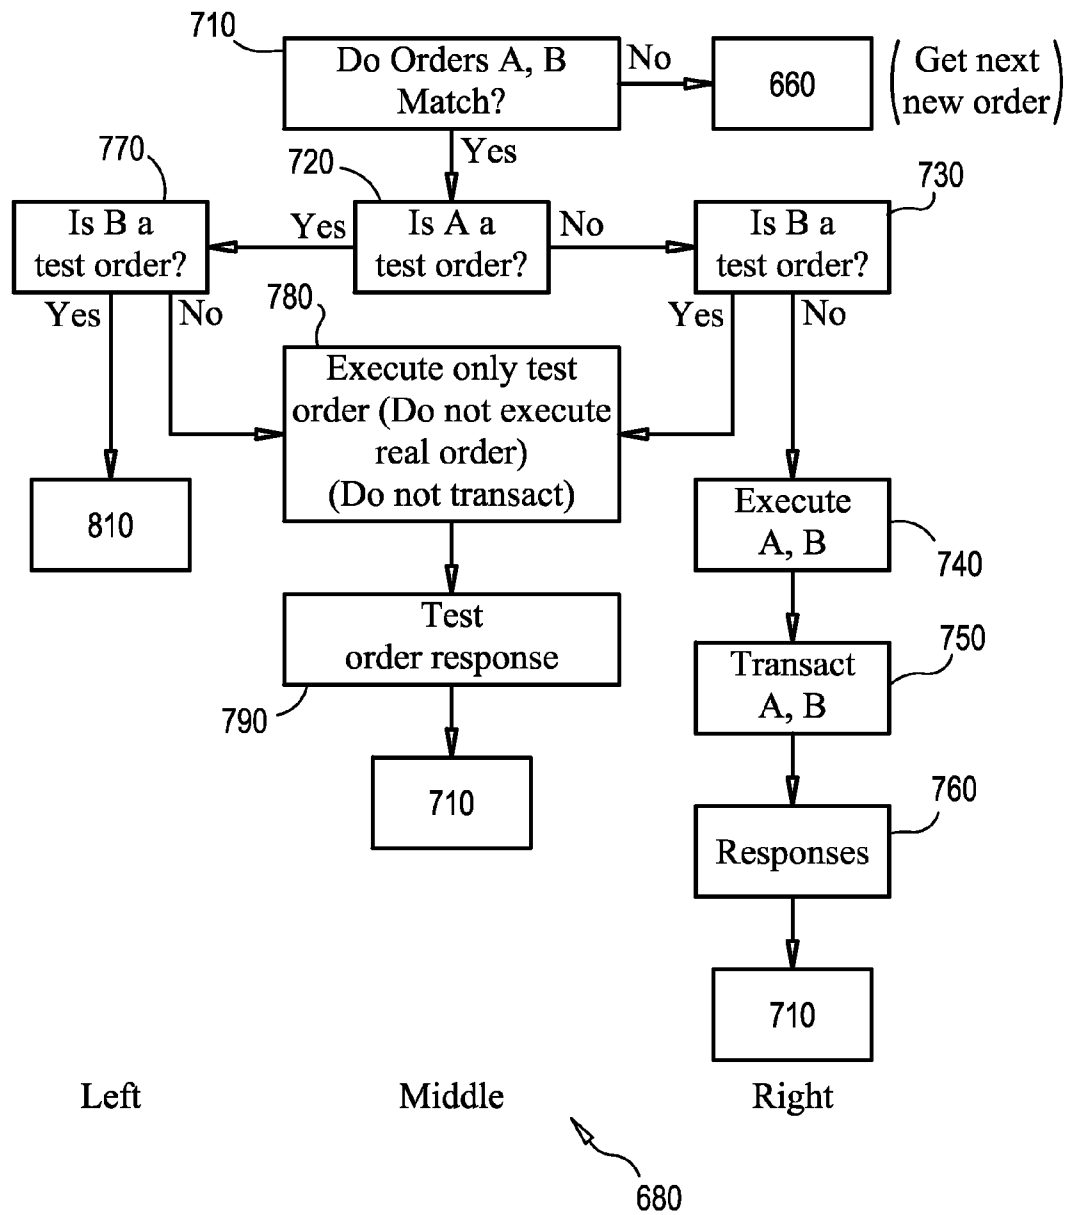 710
Do Orders A, B
Match?
No
660
(Get next
new order)
Yes
770
720
730
Is B a
test order?
Yes
Is A a
test order?
No
Is B a
test order?
Yes
No
780
Yes
No
Execute only test
order (Do not execute
real order)
(Do not transact)
810
Execute
A, B
740
Test
order response
790
750
Transact
A, B
710
760
Responses
710
Left
Middle
Right
680